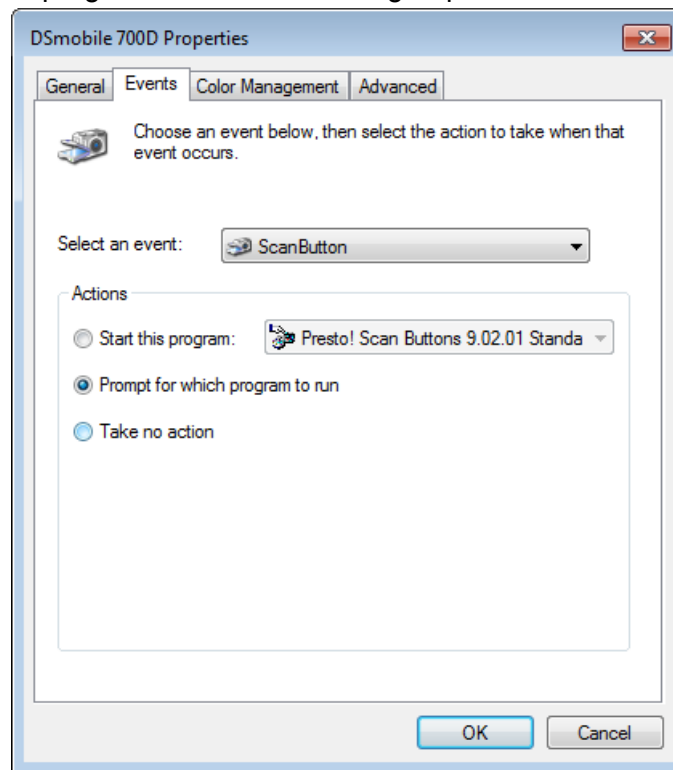 DSmobile 700D Properties
General Events Color Management Advanced
Choose an event below, then select the action to take when that
event occurs.
Select an event: ScanButton
Actions
Start this program: Presto! Scan Buttons 9.02.01 Standa
Prompt for which program to run
Take no action
OK Cancel